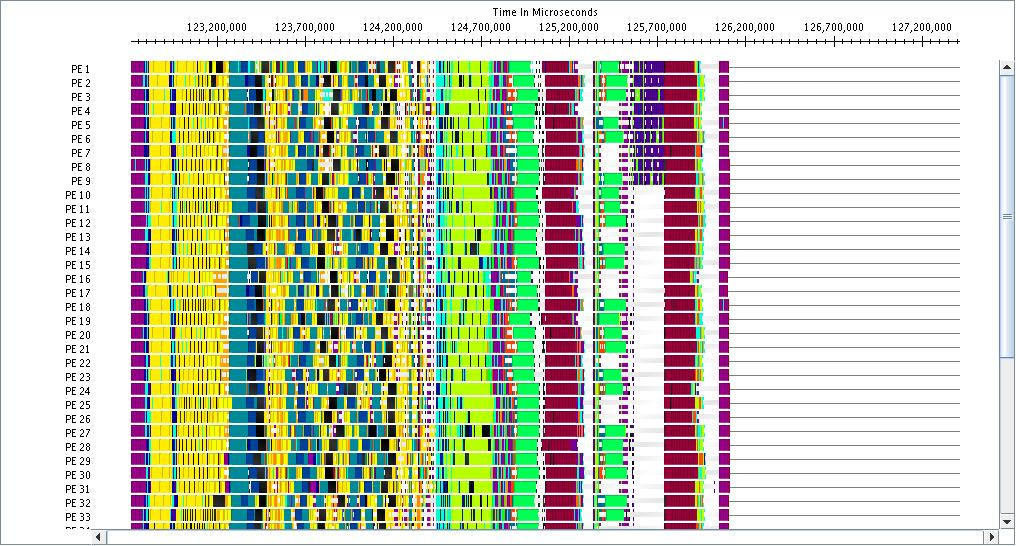 Time In Microseconds
123,200,000 123,700,000 124,200,000 124,700,000 125,200,000 125,700,000 126,200,000 126,700,000 127,200,000
PE 1
PE 2
PE 3
PE 4
PE 5
PE 6
PE 7
PE 8
PE 9
PE 10
PE 11
PE 12
PE 13
PE 14
PE 15
PE 16
PE 17
PE 18
PE 19
PE 20
PE 21
PE 22
PE 23
PE 24
PE 25
PE 26
PE 27
PE 28
PE 29
PE 30
PE 31
PE 32
PE 33